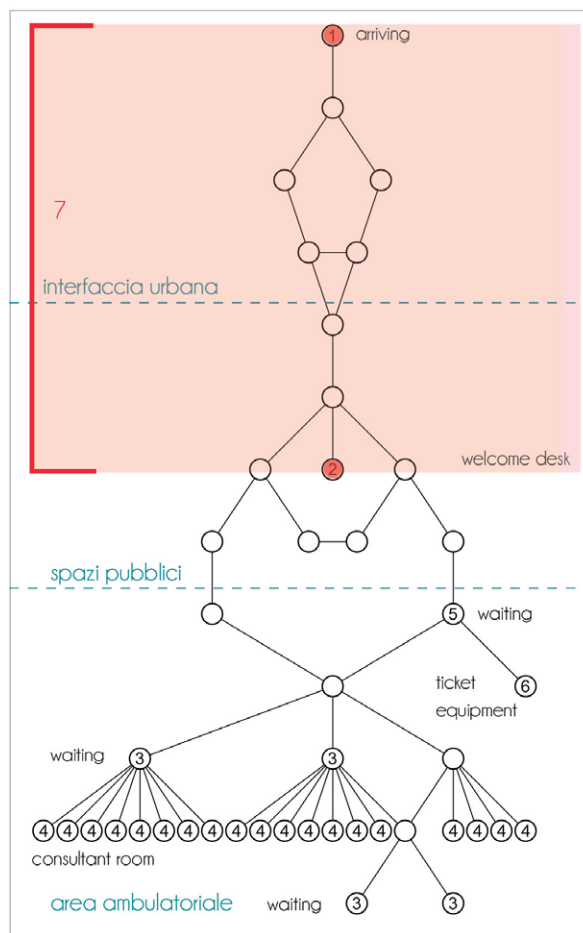 1 arriving
7
interfaccia urbana
welcome desk
2
spazi pubblici
5 waiting
ticket 6
equipment
waiting 3 3
4 4 4 4 4 4 4 4 4 4 4 4 4 4 4 4 4 4 4
consultant room
area ambulatoriale waiting 3 3